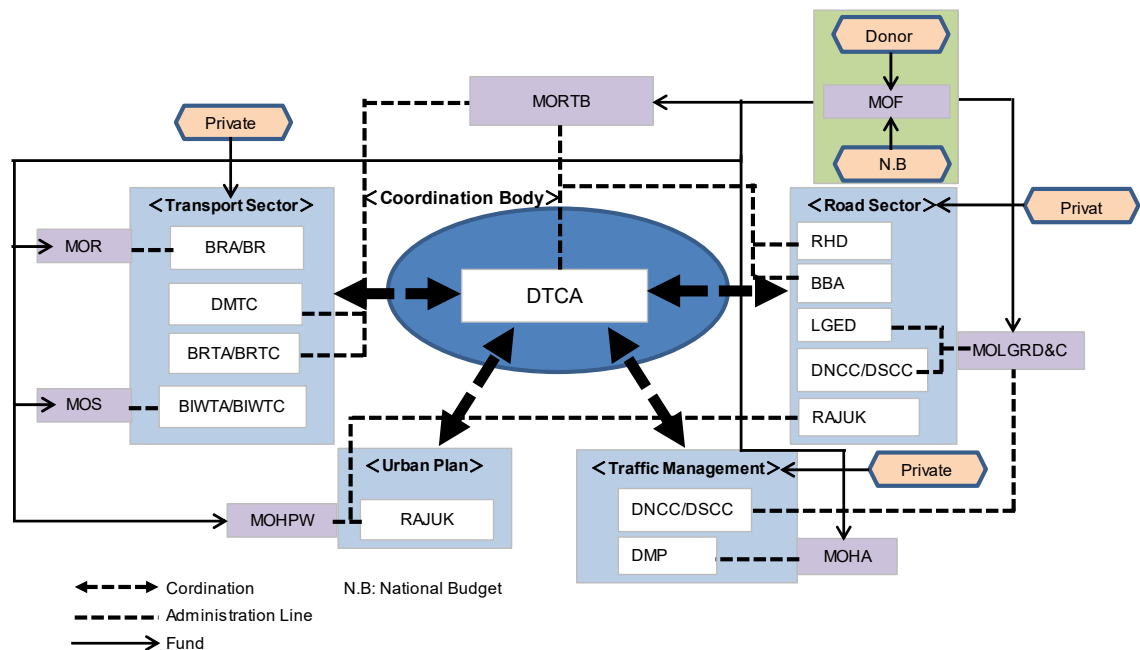 Donor
MORTB
MOF
Private
N.B
<Coordination Body>
<Transport Sector>
<Road Sector>
Privat
MOR
BRA/BR
RHD
BBA
DTCA
DMTC
LGED
BRTA/BRTC
MOLGRD&C
DNCC/DSCC
MOS
BIWTA/BIWTC
RAJUK
<Urban Plan>
<Traffic Management>
Private
MOHPW
RAJUK
DNCC/DSCC
DMP
MOHA
Cordination
N.B: National Budget
Administration Line
Fund